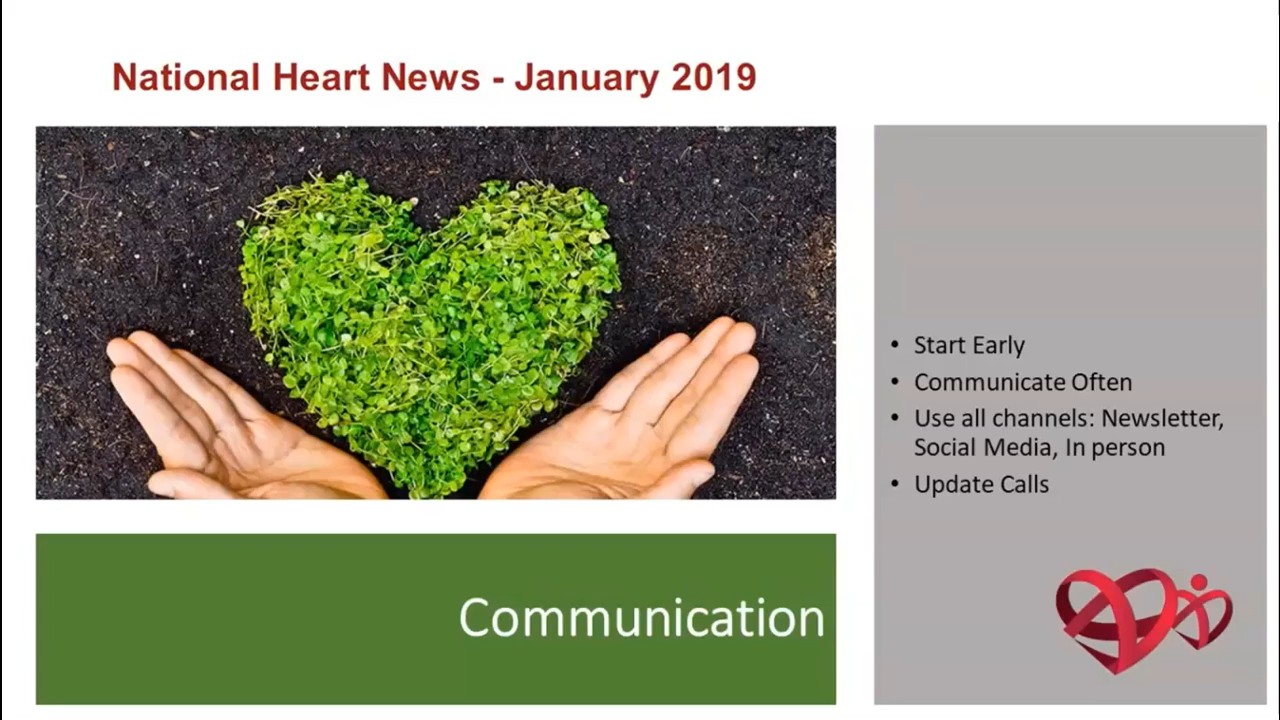 National Heart News - January 2019
• Start Early
• Communicate Often
• Use all channels: Newsletter,
Social Media, In person
• Update Calls
Communication